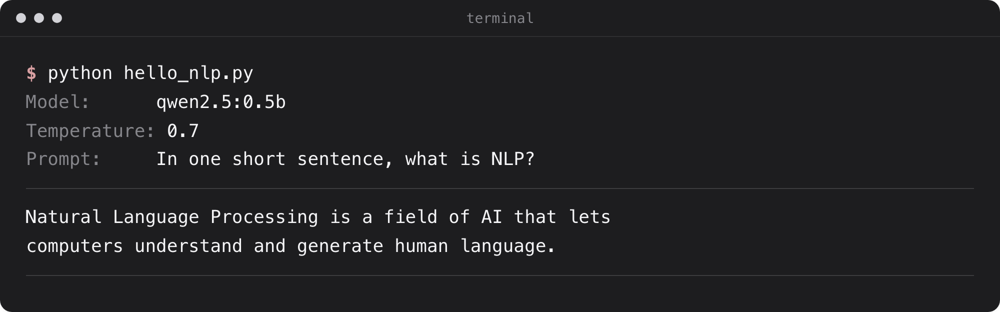 terminal
$ python hello_nlp.py
Model: qwen2.5:0.5b
Temperature: 0.7
Prompt: In one short sentence, what is NLP?
Natural Language Processing is a field of AI that lets
computers understand and generate human language.